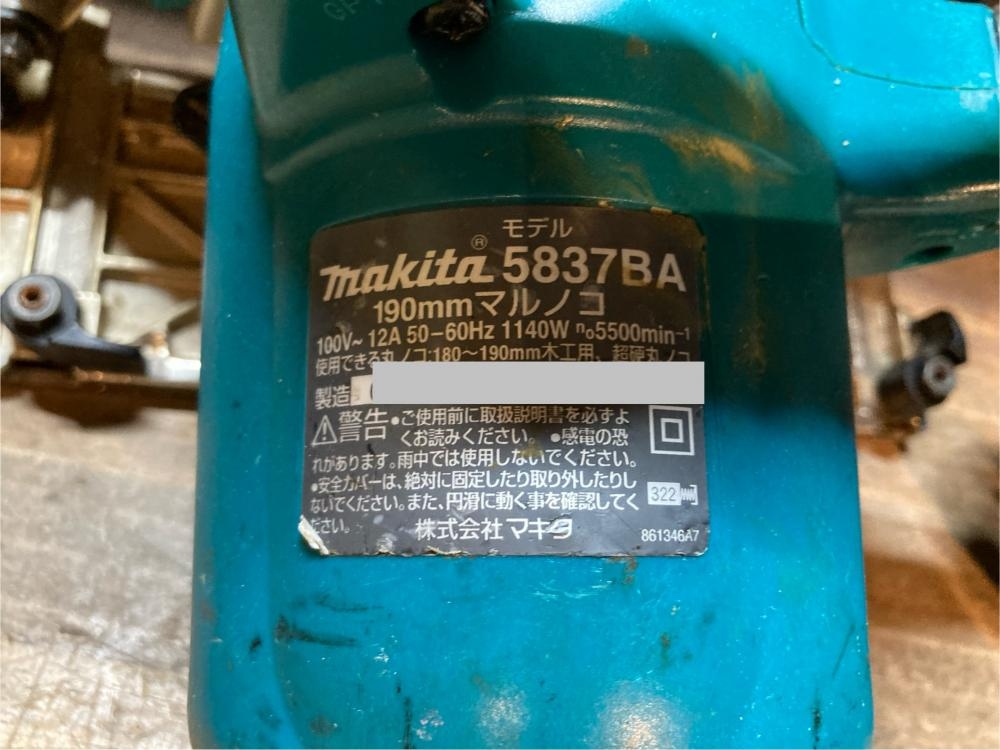 モデル
makita® 5837BA
190mmマルノコ
100V~ 12A 50-60Hz 1140W n₀5500min⁻¹
使用できる丸ノコ:180~190mm木工用、超硬丸ノコ
製造
⚠警告 •ご使用前に取扱説明書を必ずよ
くお読みください。 •感電の恐
れがあります。雨中では使用しないでください。
•安全カバーは、絶対に固定したり取り外したりし
ないでください。また、円滑に動く事を確認してく
ださい。
322
株式会社 マキタ
861346A7